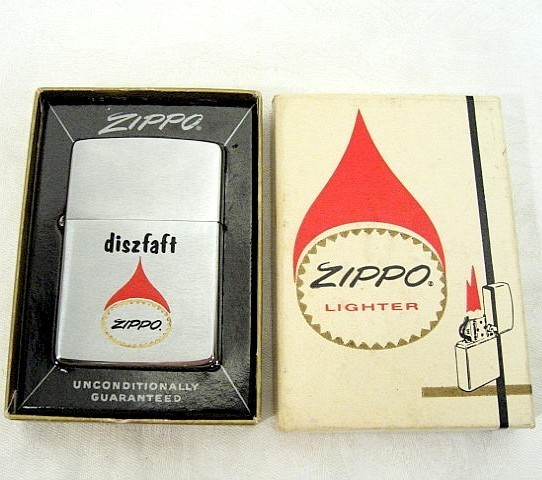 ZIPPO®
diszfaft
ZIPPO.
UNCONDITIONALLY
GUARANTEED
ZIPPO®
LIGHTER